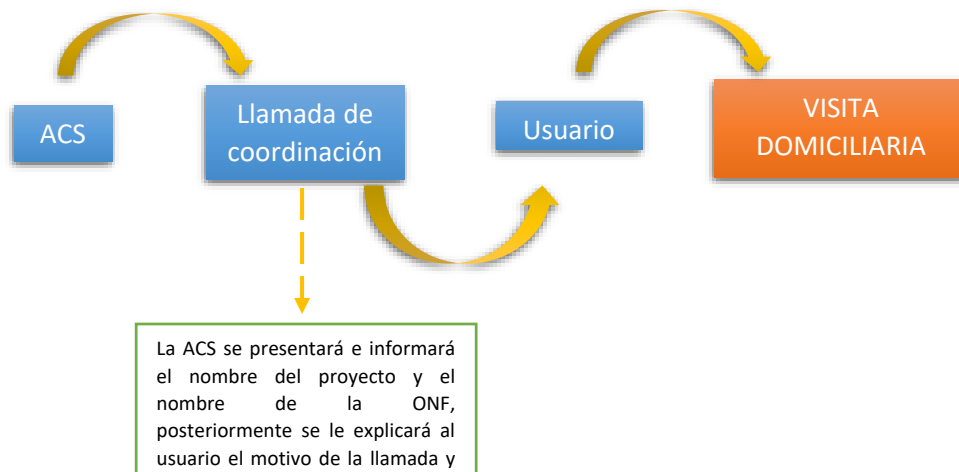 ACS
Llamada de
coordinación
Usuario
VISITA
DOMICILIARIA
La ACS se presentará e informará
el nombre del proyecto y el
nombre de la ONF,
posteriormente se le explicará al
usuario el motivo de la llamada y